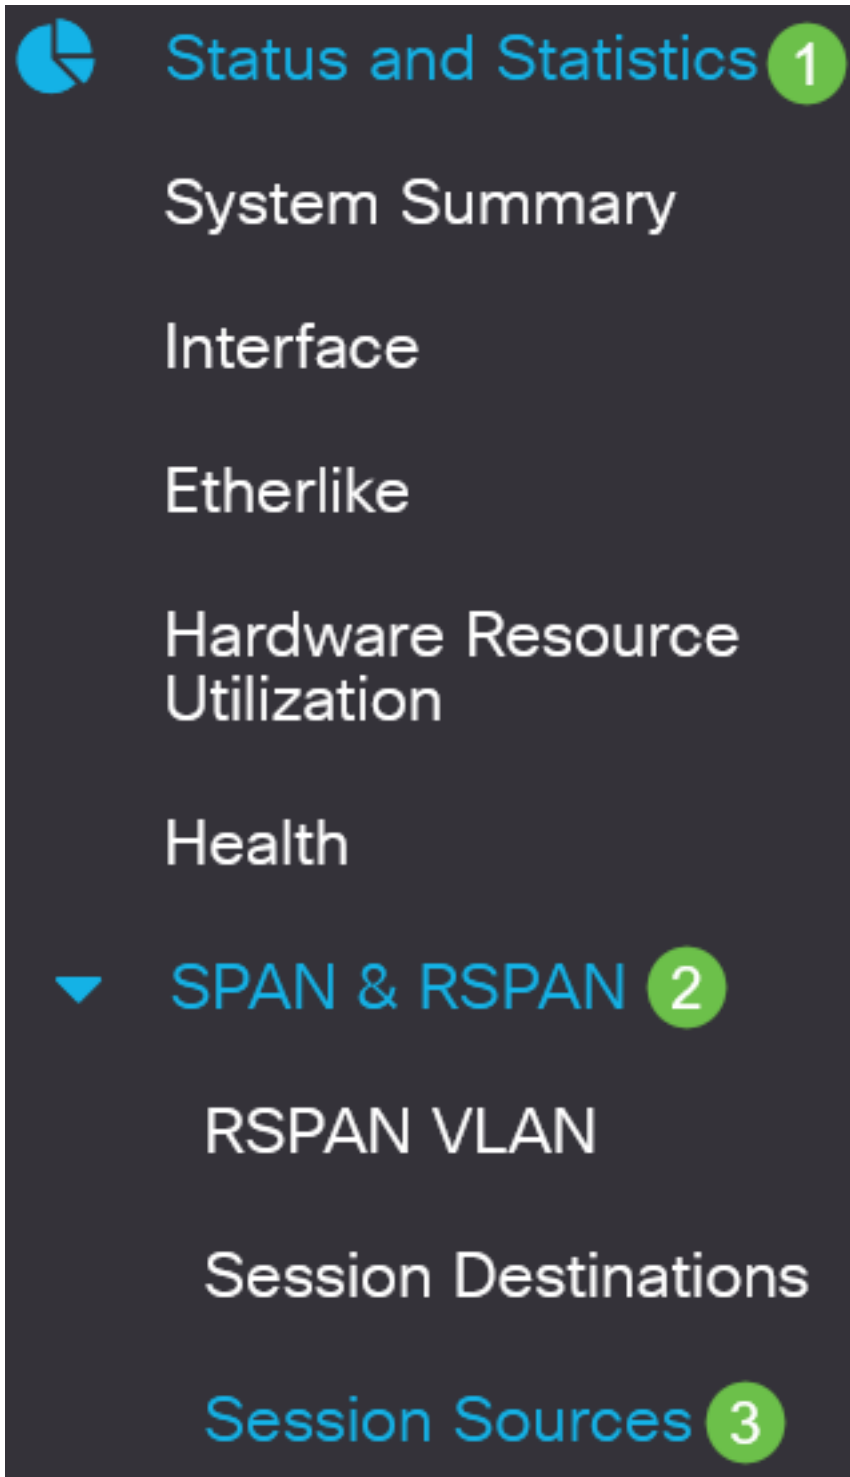 Status and Statistics 1
System Summary
Interface
Etherlike
Hardware Resource
Utilization
Health
SPAN & RSPAN 2
RSPAN VLAN
Session Destinations
Session Sources 3